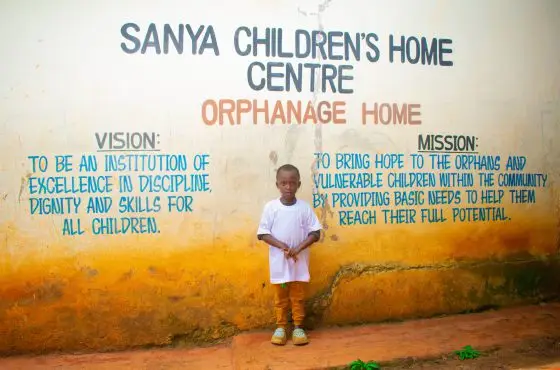 SANYA CHILDREN'S HOME
CENTRE
ORPHANAGE HOME
VISION:
TO BE AN INSTITUTION OF
EXCELLENCE IN DISCIPLINE,
DIGNITY AND SKILLS FOR
ALL CHILDREN.
MISSION:
TO BRING HOPE TO THE ORPHANS AND
VULNERABLE CHILDREN WITHIN THE COMMUNITY
BY PROVIDING BASIC NEEDS TO HELP THEM
REACH THEIR FULL POTENTIAL.